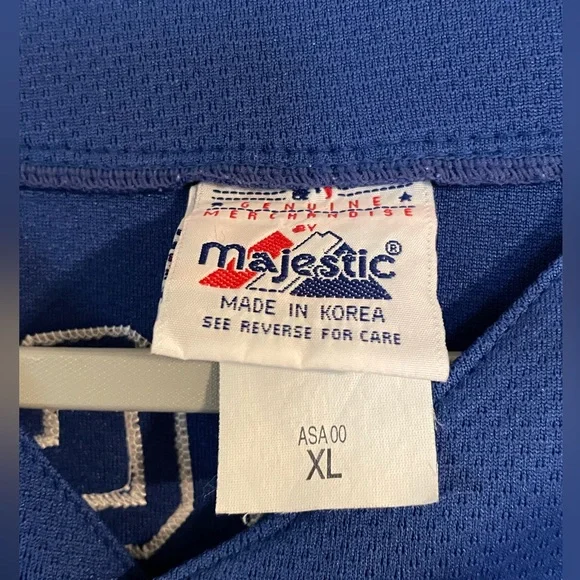 GENUINE
MERCHANDISE
BY
majestic®
MADE IN KOREA
SEE REVERSE FOR CARE
ASA 00
XL